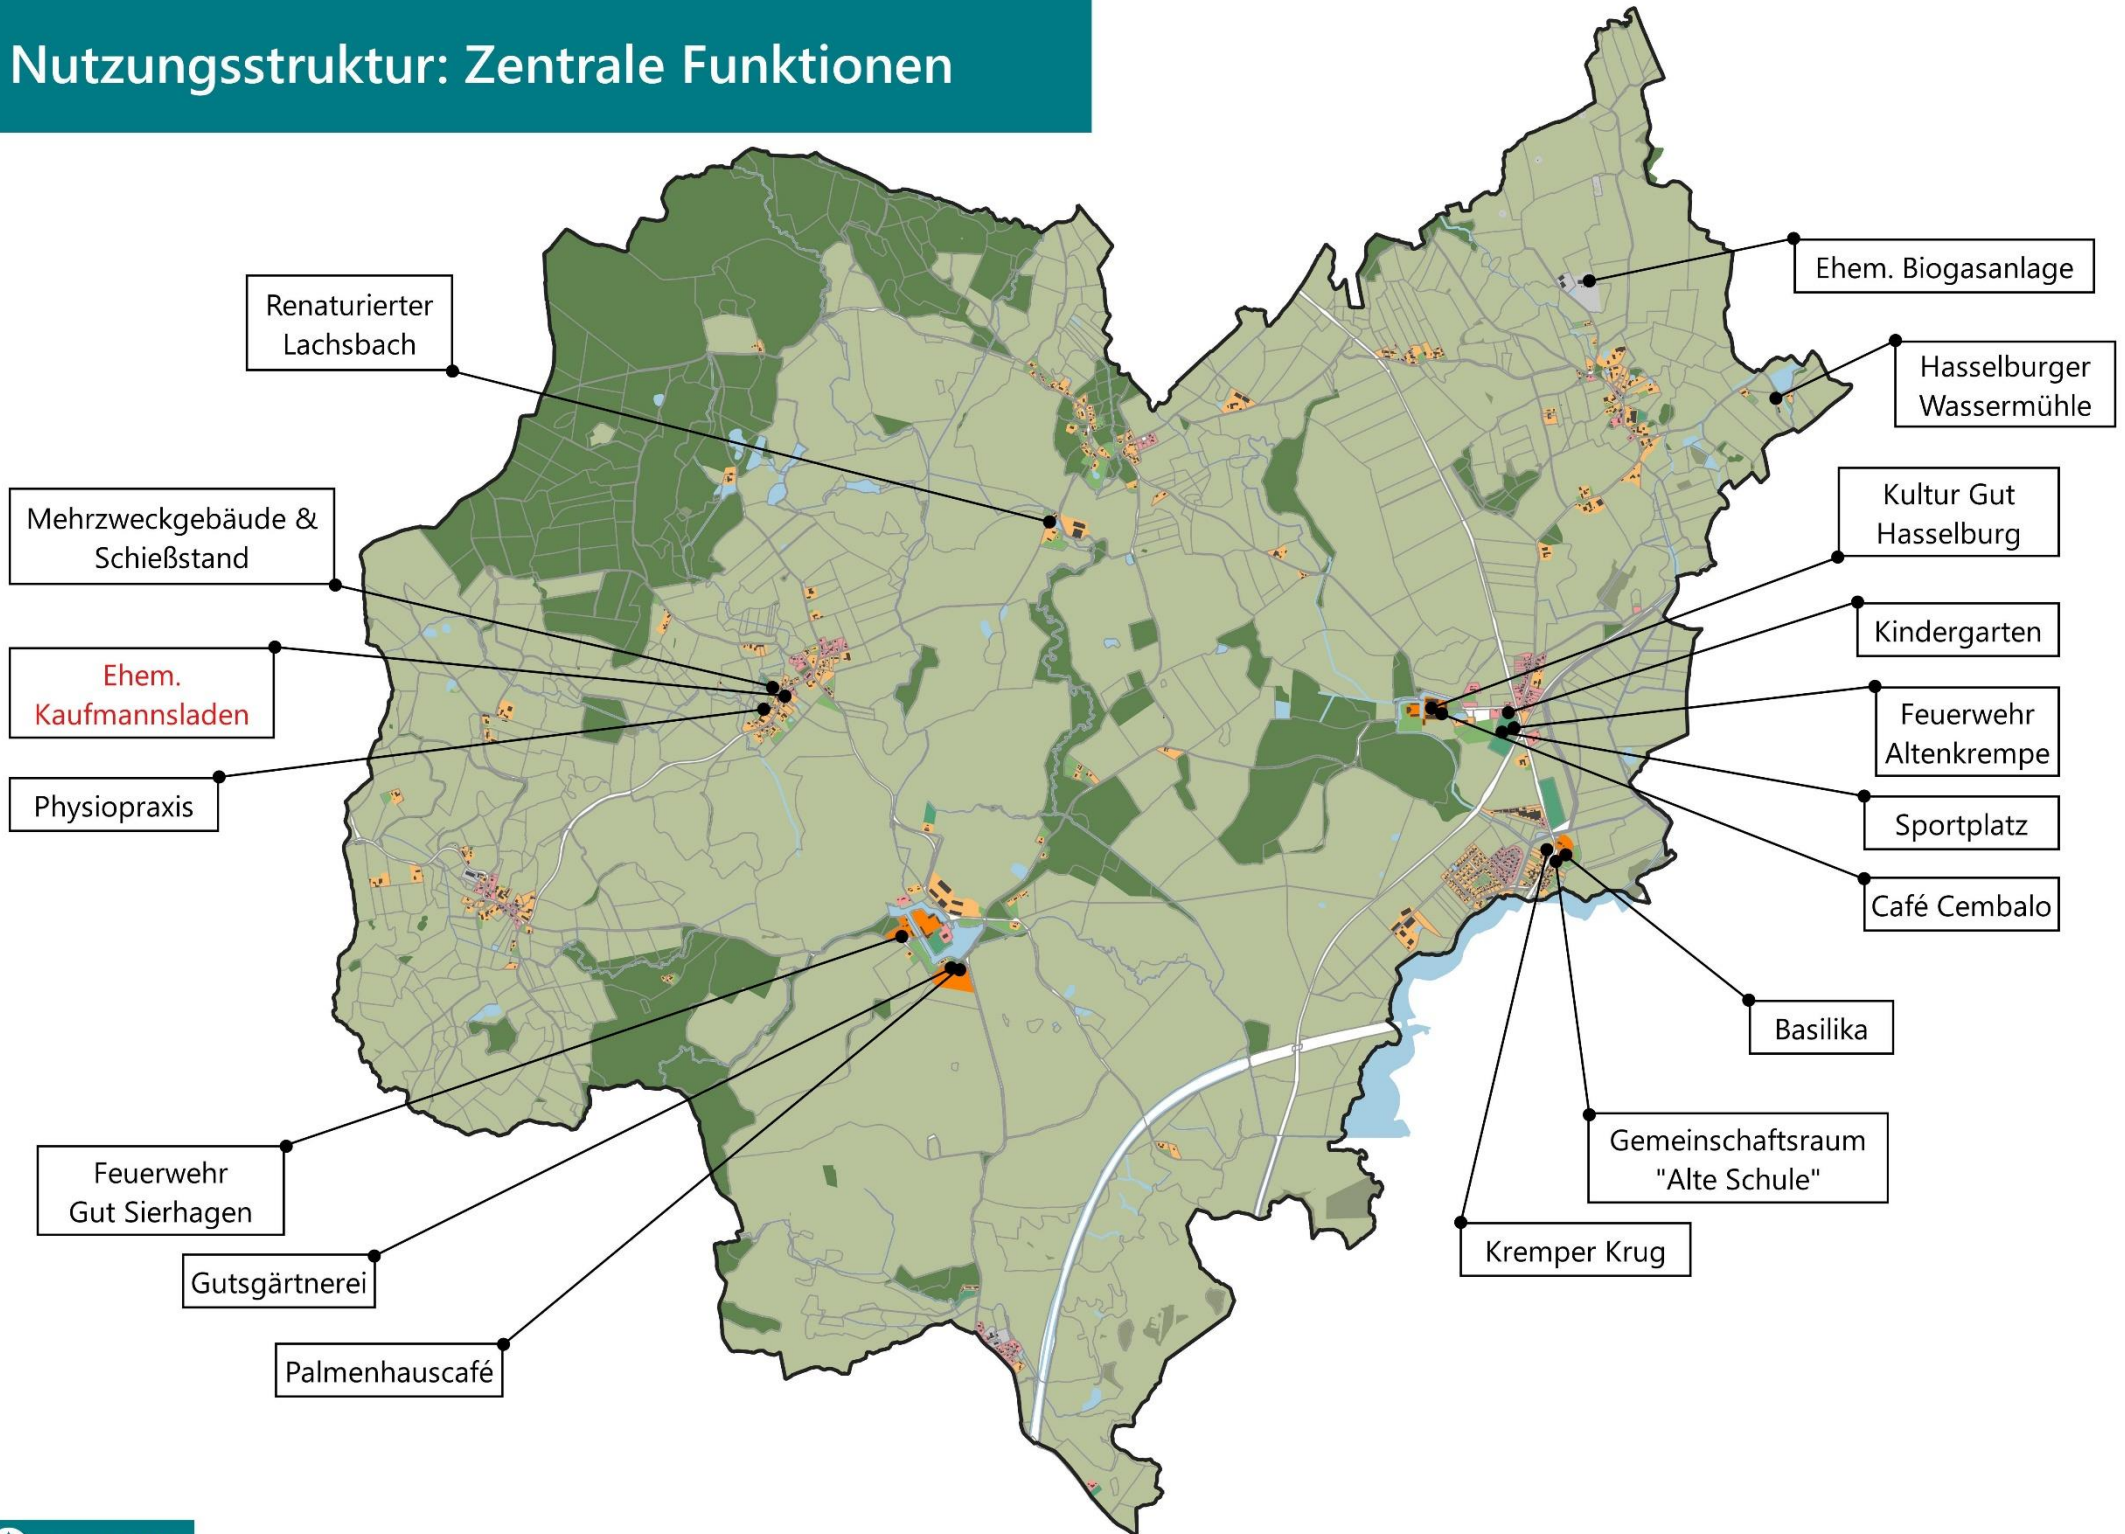 Nutzungsstruktur: Zentrale Funktionen
Renaturierter
Lachsbach
Mehrzweckgebäude &
Schießstand
Ehem.
Kaufmannsladen
Physiopraxis
Feuerwehr
Gut Sierhagen
Gutsgärtnerei
Palmenhauscafé
Ehem. Biogasanlage
Hasselburger
Wassermühle
Kultur Gut
Hasselburg
Kindergarten
Feuerwehr
Altenkrempe
Sportplatz
Café Cembalo
Basilika
Gemeinschaftsraum
"Alte Schule"
Kremper Krug